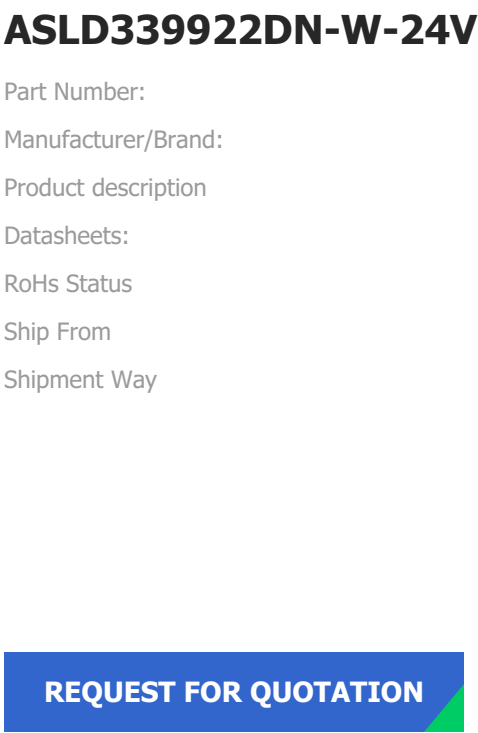 ASLD339922DN-W-24V
Part Number:
Manufacturer/Brand:
Product description
Datasheets:
RoHs Status
Ship From
Shipment Way
REQUEST FOR QUOTATION